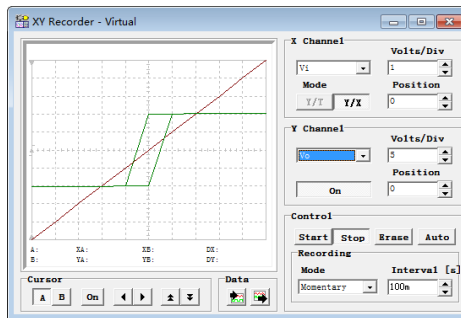 XY Recorder - Virtual
X Channel
Volts/Div
Vi
1
Mode
Position
Y/T
Y/X
0
Y Channel
Volts/Div
Vo
5
Position
On
0
A: XA: XB: DX:
B: YA: YB: DY:
Control
Start Stop Erase Auto
Recording
Mode
Interval [s]
Momentary
100m
Cursor
A B On
Data